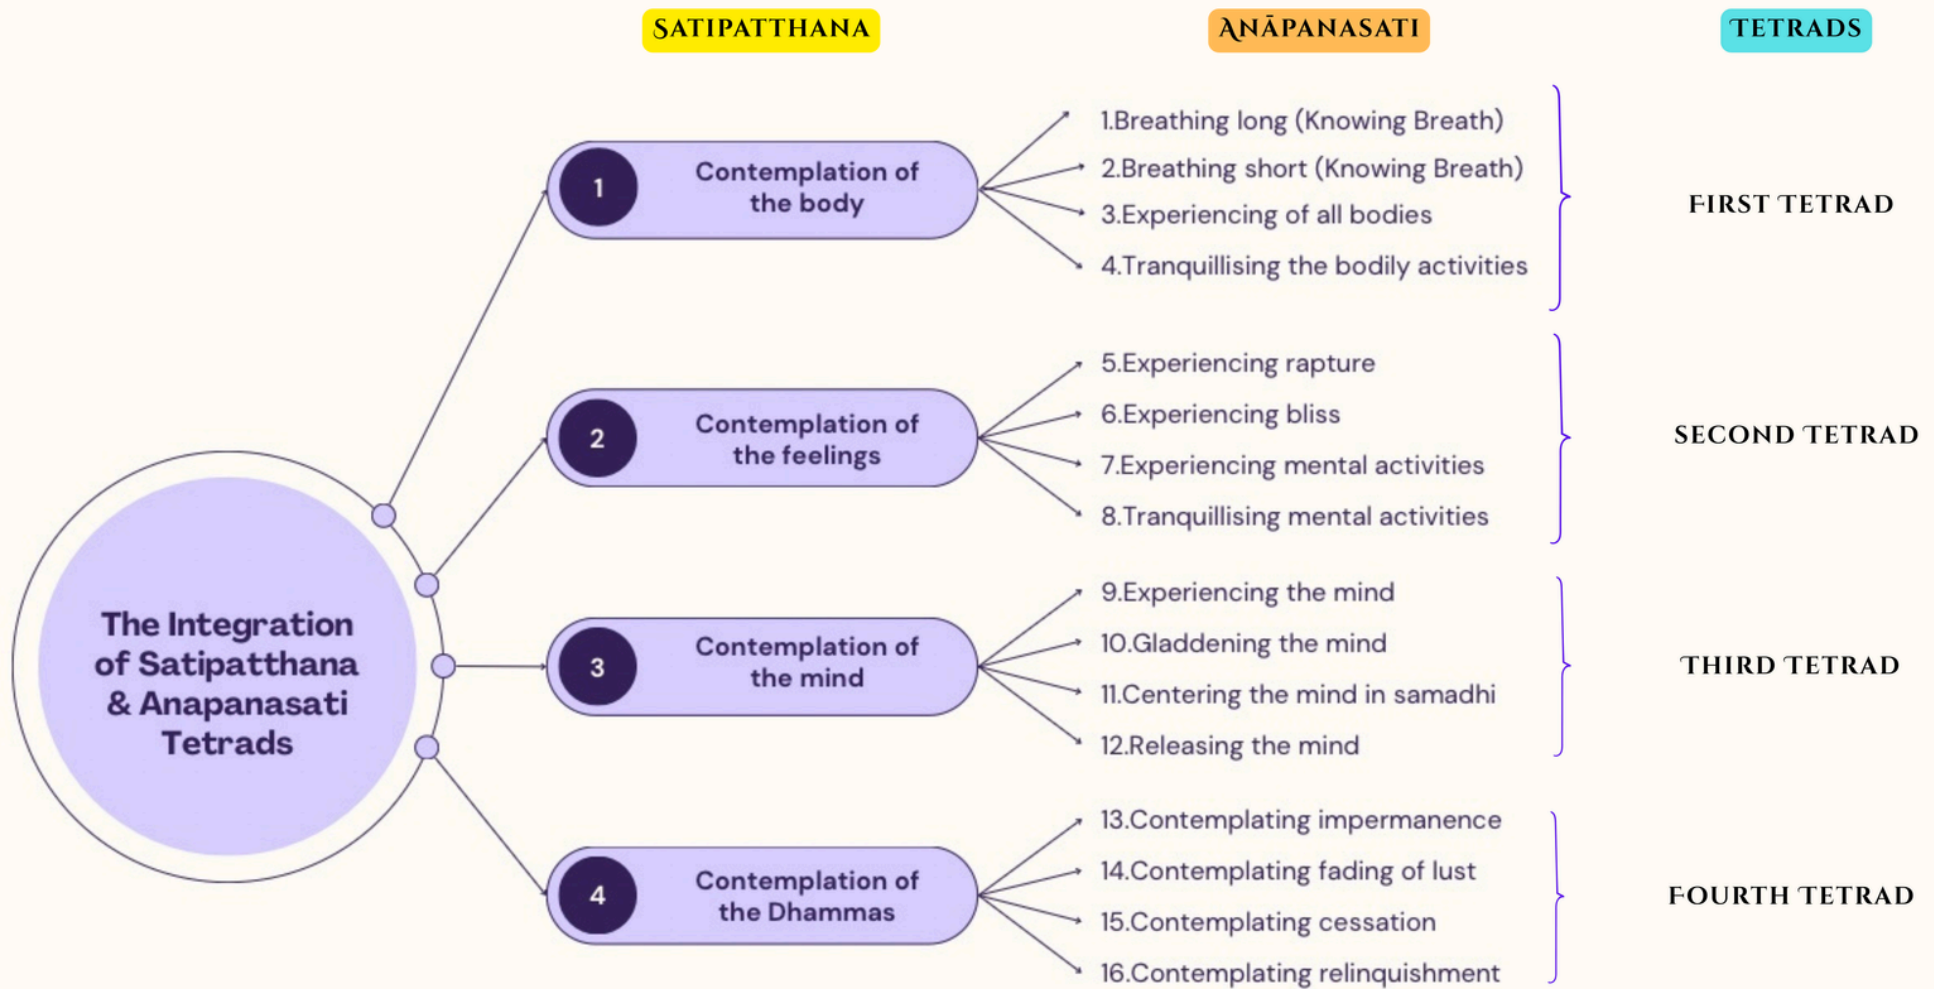 SATIPATTHANA
ANĀPANASATI
TETRADS
The Integration
of Satipatthana
& Anapanasati
Tetrads
1
Contemplation of
the body
1.Breathing long (Knowing Breath)
2.Breathing short (Knowing Breath)
3.Experiencing of all bodies
4.Tranquillising the bodily activities
FIRST TETRAD
2
Contemplation of
the feelings
5.Experiencing rapture
6.Experiencing bliss
7.Experiencing mental activities
8.Tranquillising mental activities
SECOND TETRAD
3
Contemplation of
the mind
9.Experiencing the mind
10.Gladdening the mind
11.Centering the mind in samadhi
12.Releasing the mind
THIRD TETRAD
4
Contemplation of
the Dhammas
13.Contemplating impermanence
14.Contemplating fading of lust
15.Contemplating cessation
16.Contemplating relinquishment
FOURTH TETRAD